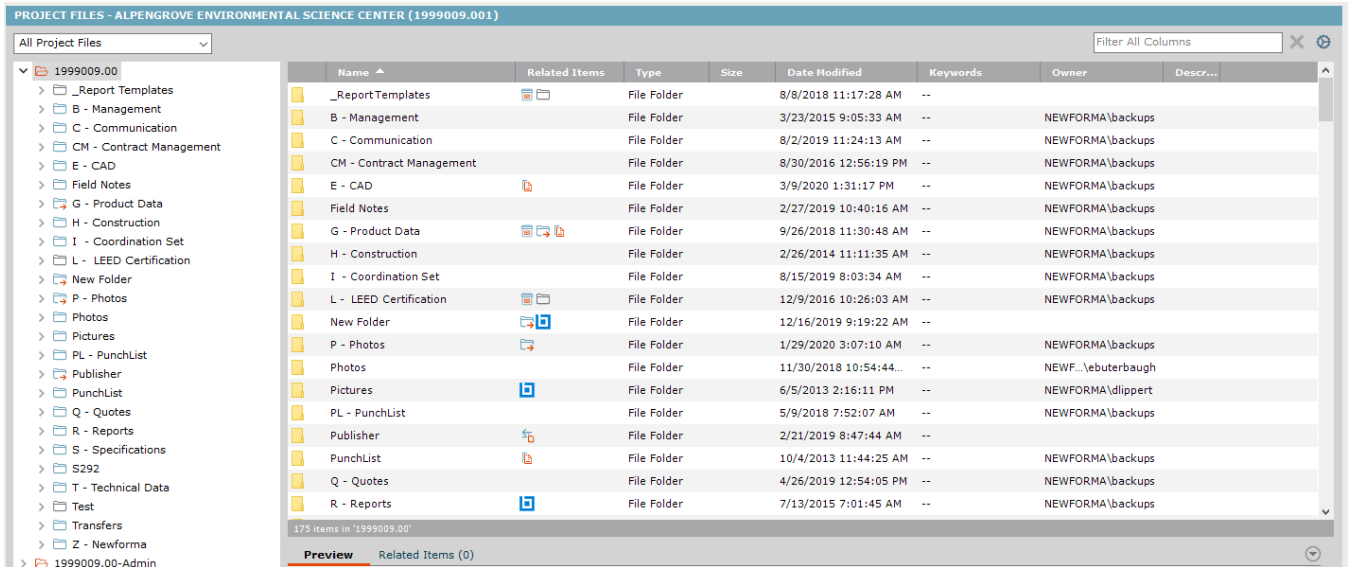 PROJECT FILES - ALPENGROVE ENVIRONMENTAL SCIENCE CENTER (1999009.001)
All Project Files
Filter All Columns
1999009.00
_Report Templates
B - Management
C - Communication
CM - Contract Management
E - CAD
Field Notes
G - Product Data
H - Construction
I - Coordination Set
L - LEED Certification
New Folder
P - Photos
Photos
Pictures
PL - PunchList
Publisher
PunchList
Q - Quotes
R - Reports
S - Specifications
S292
T - Technical Data
Test
Transfers
Z - Newforma
1999009.00-Admin
Name Related Items Type Size Date Modified Keywords Owner Descr...
_Report Templates File Folder 8/8/2018 11:17:28 AM --
B - Management File Folder 3/23/2015 9:05:33 AM -- NEWFORMA\backups
C - Communication File Folder 8/2/2019 11:24:13 AM -- NEWFORMA\backups
CM - Contract Management File Folder 8/30/2016 12:56:19 PM -- NEWFORMA\backups
E - CAD File Folder 3/9/2020 1:31:17 PM -- NEWFORMA\backups
Field Notes File Folder 2/27/2019 10:40:16 AM -- NEWFORMA\backups
G - Product Data File Folder 9/26/2018 11:30:48 AM -- NEWFORMA\backups
H - Construction File Folder 2/26/2014 11:11:35 AM -- NEWFORMA\backups
I - Coordination Set File Folder 8/15/2019 8:03:34 AM -- NEWFORMA\backups
L - LEED Certification File Folder 12/9/2016 10:26:03 AM -- NEWFORMA\backups
New Folder File Folder 12/16/2019 9:19:22 AM --
P - Photos File Folder 1/29/2020 3:07:10 AM -- NEWFORMA\backups
Photos File Folder 11/30/2018 10:54:44... -- NEWF...\ebuterbaugh
Pictures File Folder 6/5/2013 2:16:11 PM -- NEWFORMA\dlippert
PL - PunchList File Folder 5/9/2018 7:52:07 AM -- NEWFORMA\backups
Publisher File Folder 2/21/2019 8:47:44 AM --
PunchList File Folder 10/4/2013 11:44:25 AM -- NEWFORMA\backups
Q - Quotes File Folder 4/26/2019 12:54:05 PM -- NEWFORMA\backups
R - Reports File Folder 7/13/2015 7:01:45 AM -- NEWFORMA\backups
175 items in '1999009.00'
Preview Related Items (0)